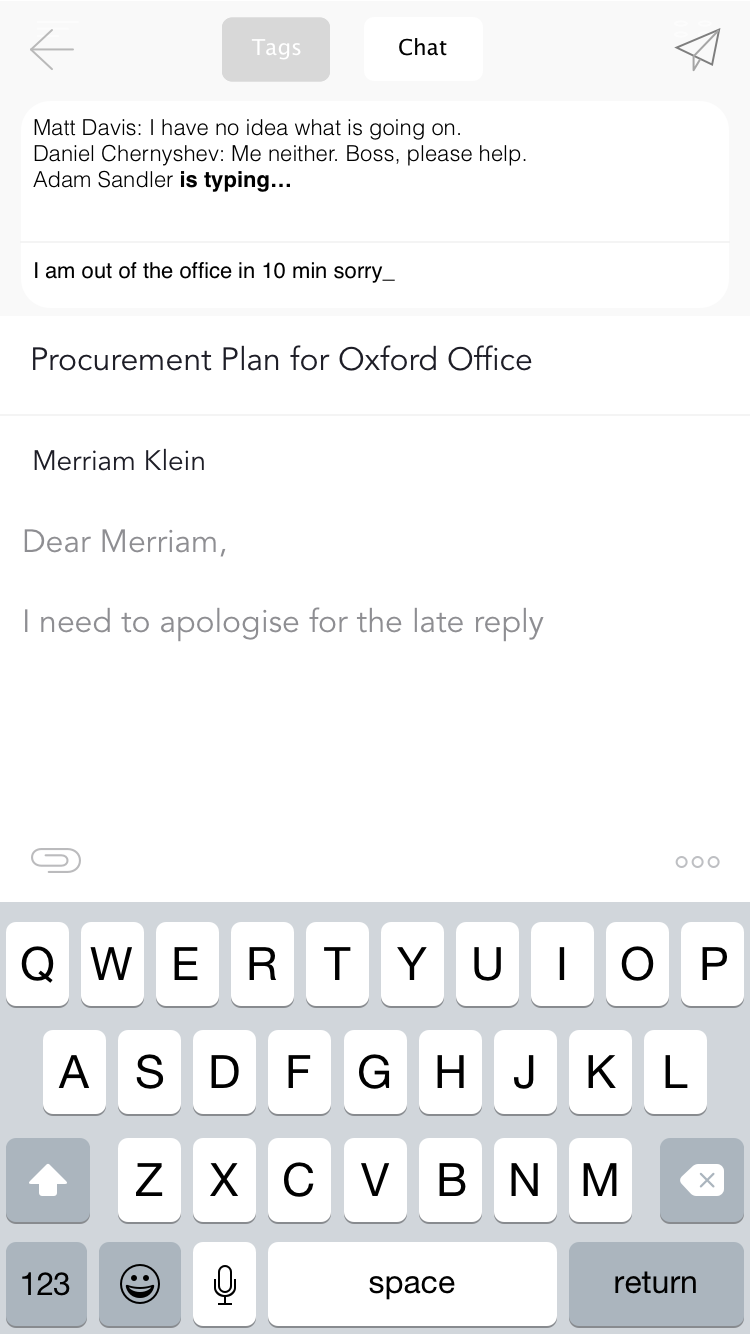 Tags Chat
Matt Davis: I have no idea what is going on.
Daniel Chernyshev: Me neither. Boss, please help.
Adam Sandler is typing...
I am out of the office in 10 min sorry_
Procurement Plan for Oxford Office
Merriam Klein
Dear Merriam,
I need to apologise for the late reply
Q W E R T Y U I O P
A S D F G H J K L
Z X C V B N M
123 space return